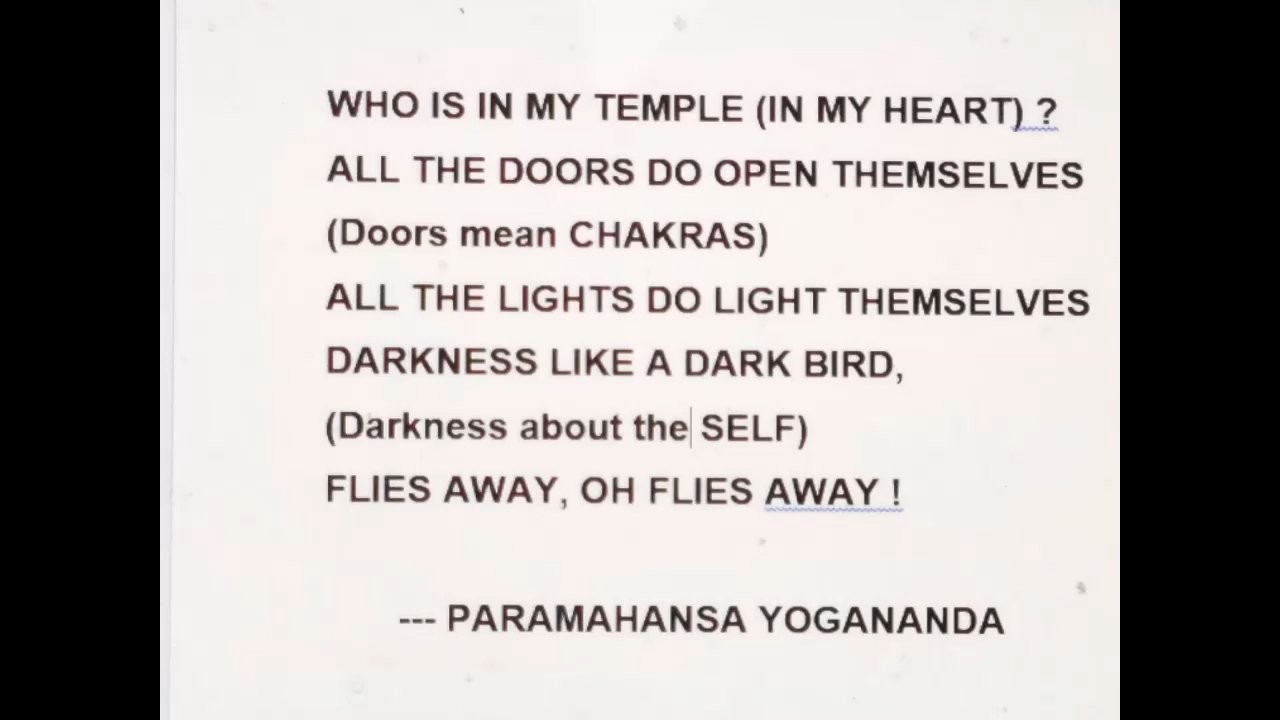 WHO IS IN MY TEMPLE (IN MY HEART) ?
ALL THE DOORS DO OPEN THEMSELVES
(Doors mean CHAKRAS)
ALL THE LIGHTS DO LIGHT THEMSELVES
DARKNESS LIKE A DARK BIRD,
(Darkness about the SELF)
FLIES AWAY, OH FLIES AWAY !
--- PARAMAHANSA YOGANANDA